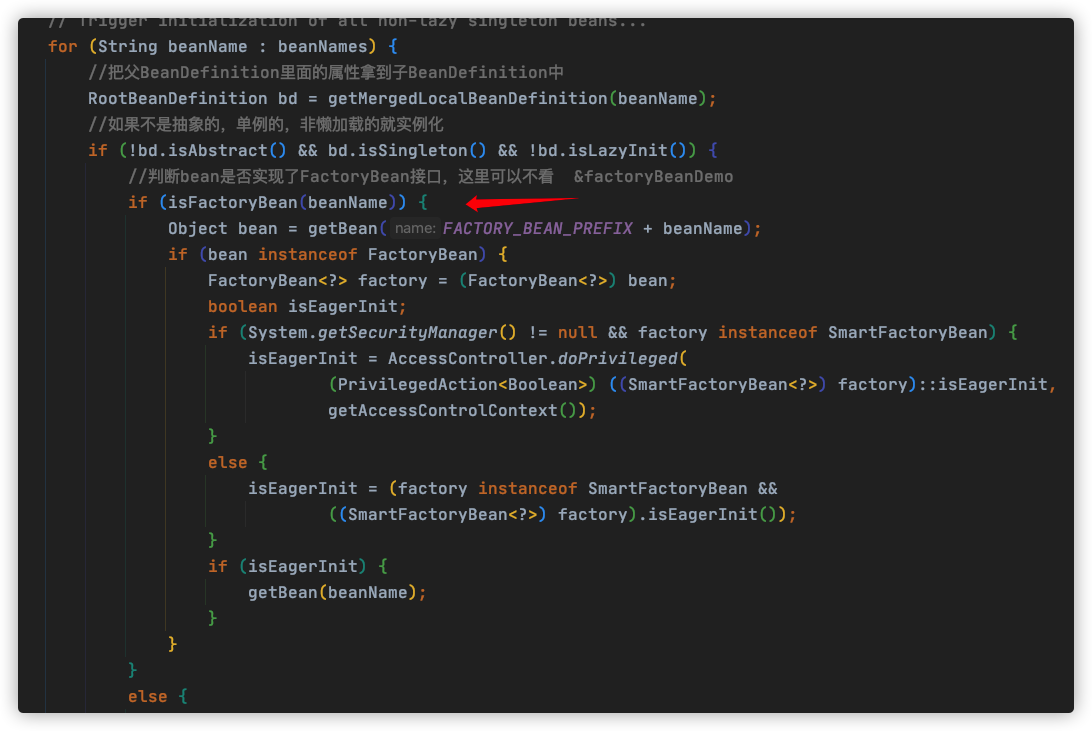 // Trigger initialization of all non-lazy singleton beans...
for (String beanName : beanNames) {
//把父BeanDefinition里面的属性拿到子BeanDefinition中
RootBeanDefinition bd = getMergedLocalBeanDefinition(beanName);
//如果不是抽象的，单例的，非懒加载的就实例化
if (!bd.isAbstract() && bd.isSingleton() && !bd.isLazyInit()) {
//判断bean是否实现了FactoryBean接口，这里可以不看  &factoryBeanDemo
if (isFactoryBean(beanName)) {
Object bean = getBean( name: FACTORY_BEAN_PREFIX + beanName);
if (bean instanceof FactoryBean) {
FactoryBean<?> factory = (FactoryBean<?>) bean;
boolean isEagerInit;
if (System.getSecurityManager() != null && factory instanceof SmartFactoryBean) {
isEagerInit = AccessController.doPrivileged(
(PrivilegedAction<Boolean>) ((SmartFactoryBean<?>) factory)::isEagerInit,
getAccessControlContext());
}
else {
isEagerInit = (factory instanceof SmartFactoryBean &&
((SmartFactoryBean<?>) factory).isEagerInit());
}
if (isEagerInit) {
getBean(beanName);
}
}
}
else {